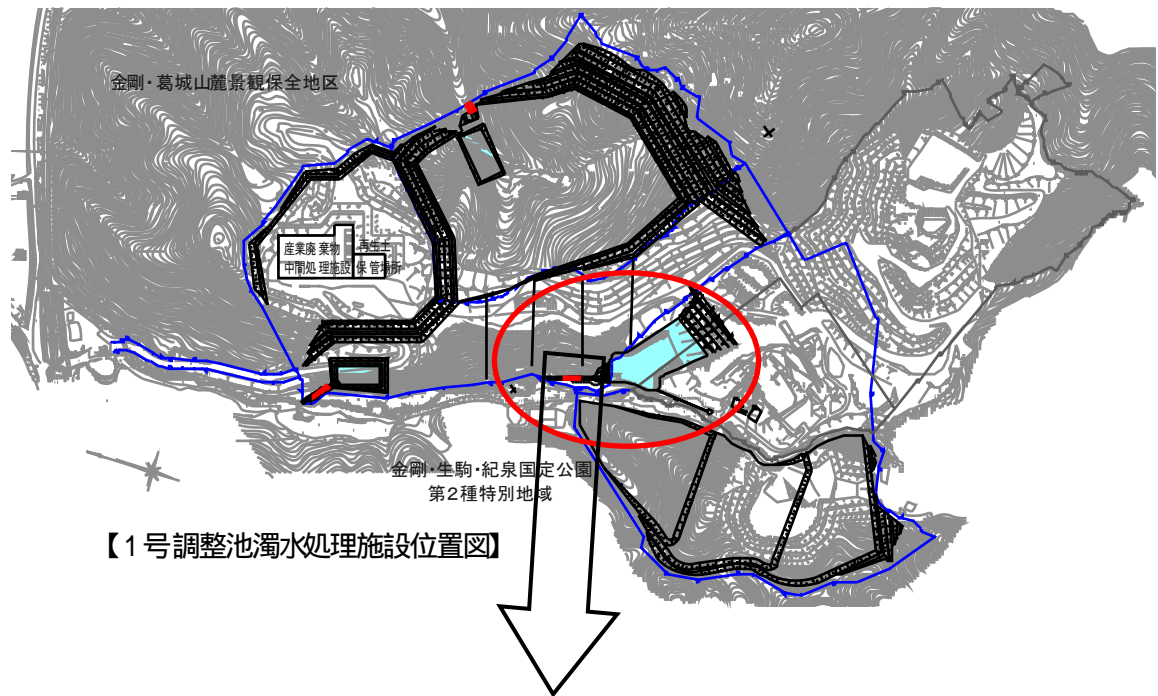 金剛・葛城山麓景観保全地区
産業廃棄物
中間処理施設
再生土
保管場所
金剛・生駒・紀泉国定公園
第2種特別地域
【1号調整池濁水処理施設位置図】